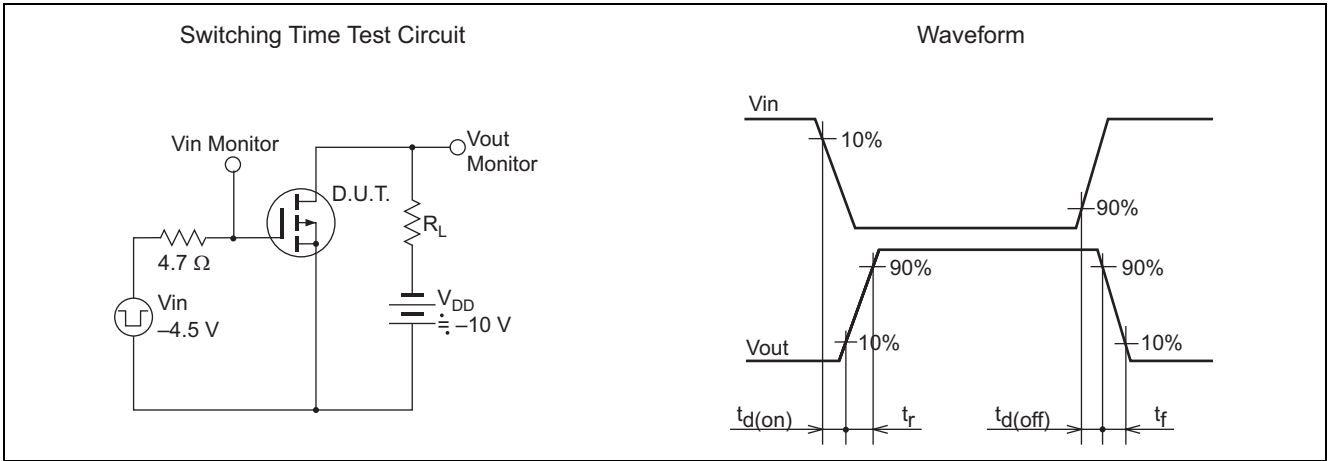 Switching Time Test Circuit
Vin Monitor
Vout
Monitor
D.U.T.
RL
4.7 Ω
Vin
–4.5 V
VDD
≒ –10 V
Waveform
Vin
10%
90%
90%
90%
Vout
10%
10%
td(on)
tr
td(off)
tf